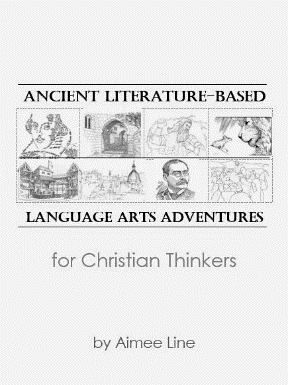 ANCIENT LITERATURE-BASED
LANGUAGE ARTS ADVENTURES
for Christian Thinkers
by Aimee Line